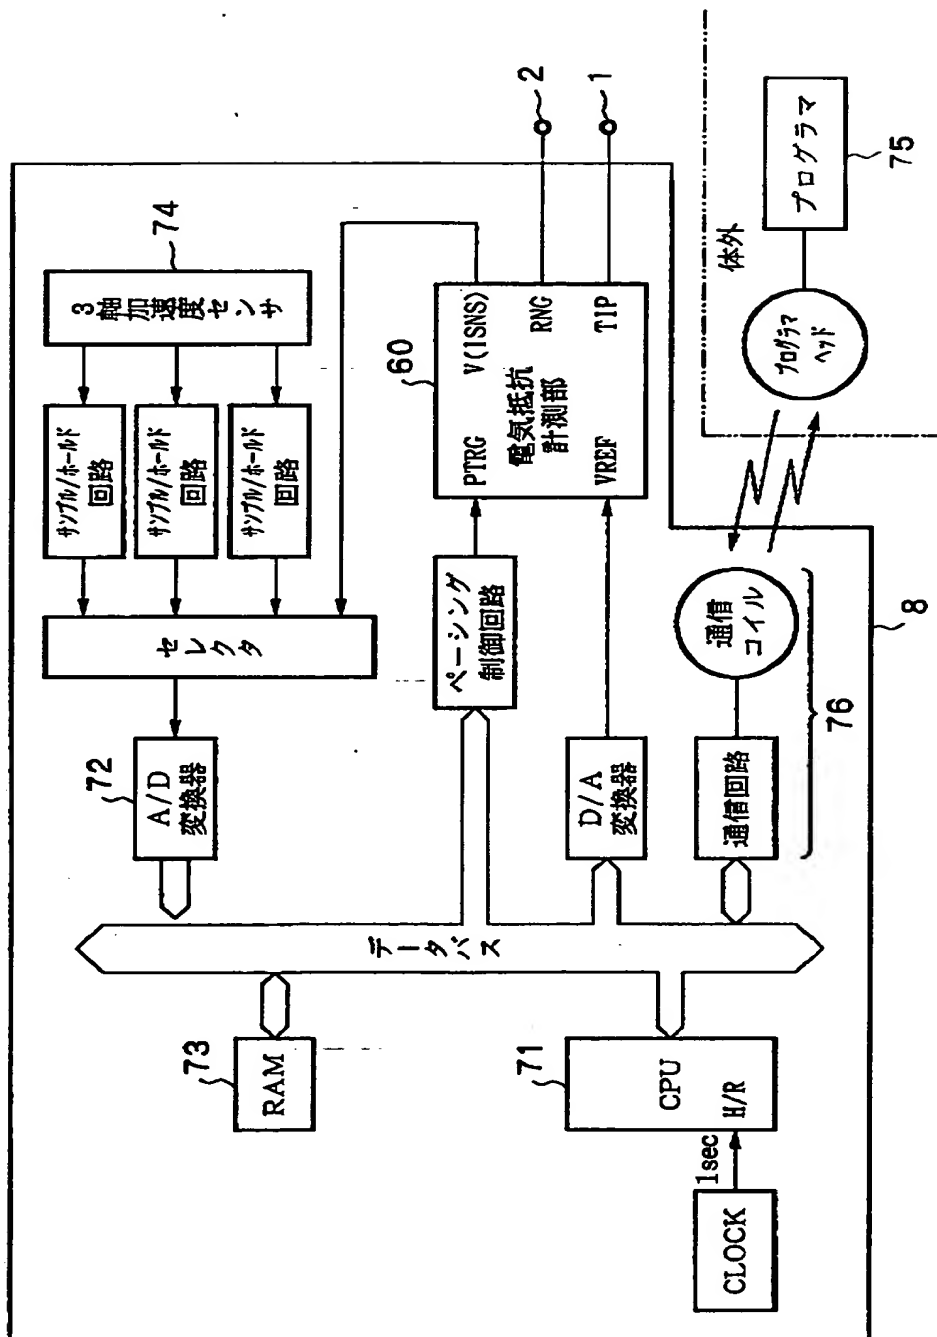 74
3軸加速度センサ
サンプル/ホールド
回路
サンプル/ホールド
回路
サンプル/ホールド
回路
セレクタ
72
A/D
変換器
データバス
73
RAM
71
CPU
H/R
1sec
CLOCK
60
PTRG
V(ISNS)
電気抵抗
計測部
RNG
VREF
TIP
2
1
ペーシング
制御回路
D/A
変換器
通信回路
通信
コイル
76
8
体外
プログラマ
ヘッド
プログラマ
75